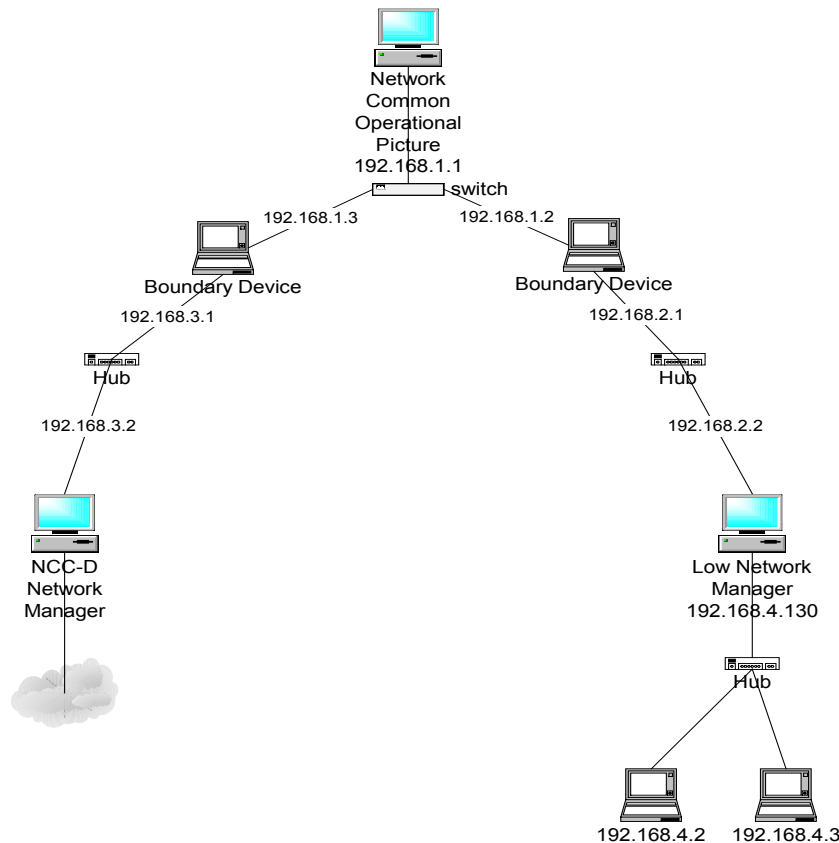 Network
Common
Operational
Picture
192.168.1.1
switch
192.168.1.3
192.168.1.2
Boundary Device
Boundary Device
192.168.3.1
192.168.2.1
Hub
Hub
192.168.3.2
192.168.2.2
NCC-D
Network
Manager
Low Network
Manager
192.168.4.130
Hub
192.168.4.2
192.168.4.3